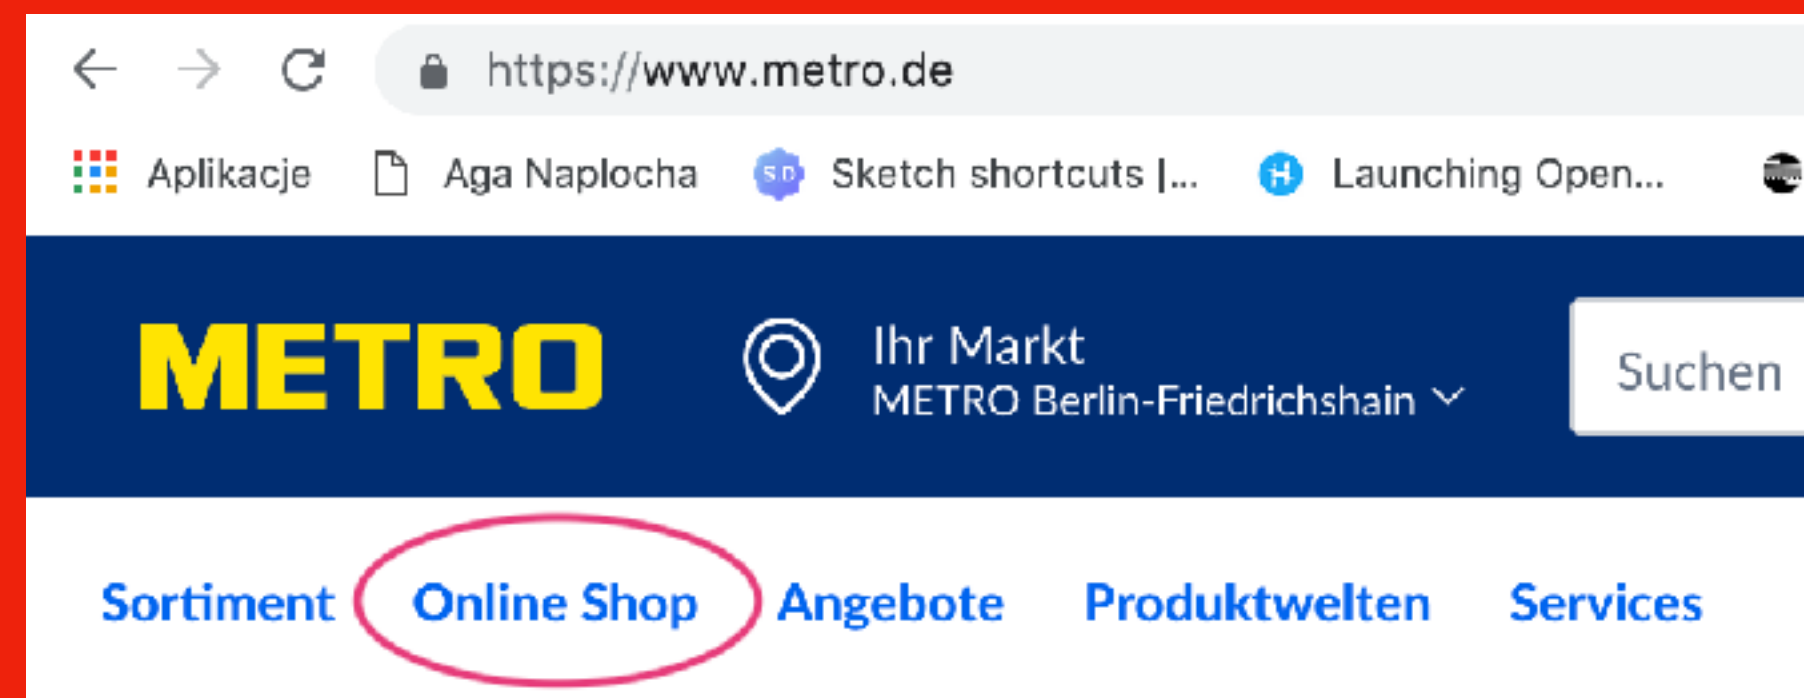 https://www.metro.de
Aplikacje Aga Naplocha S.D Sketch shortcuts |... H Launching Open...
METRO Ihr Markt
METRO Berlin-Friedrichshain Suchen
Sortiment Online Shop Angebote Produktwelten Services